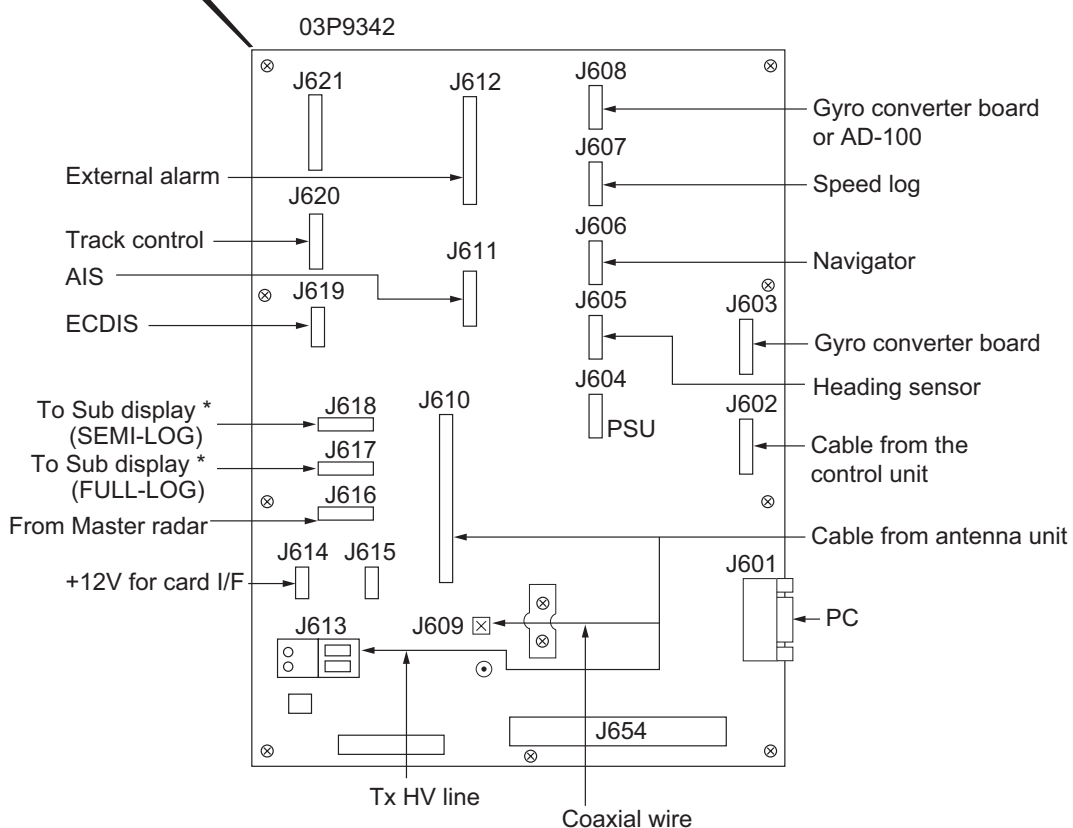 03P9342
J621
J612
J608
Gyro converter board
or AD-100
J607
External alarm
Speed log
J620
J606
Track control
J611
Navigator
AIS
J619
J605
J603
ECDIS
Gyro converter board
J604
Heading sensor
J610
J602
To Sub display *
(SEMI-LOG)
J618
PSU
Cable from the
control unit
To Sub display *
(FULL-LOG)
J617
J616
From Master radar
Cable from antenna unit
J614
J615
J601
+12V for card I/F
J613
J609
PC
J654
Tx HV line
Coaxial wire